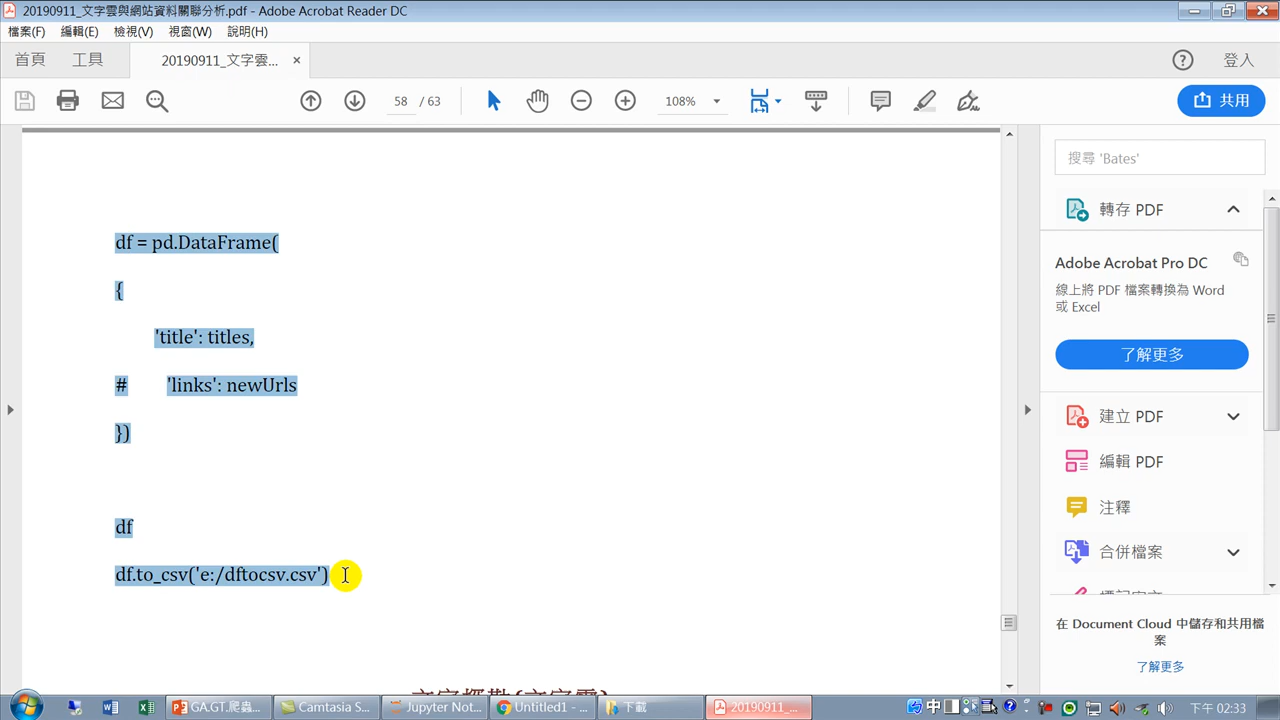 20190911_文字雲與網站資料關聯分析.pdf - Adobe Acrobat Reader DC
檔案(F) 編輯(E) 檢視(V) 視窗(W) 說明(H)
首頁 工具 20190911_文字雲... × 登入
58 / 63 108% 共用
搜尋 'Bates'
轉存 PDF
Adobe Acrobat Pro DC
線上將 PDF 檔案轉換為 Word
或 Excel
了解更多
建立 PDF
編輯 PDF
注釋
合併檔案
在 Document Cloud 中儲存和共用檔
案
了解更多
df = pd.DataFrame(
{
'title': titles,
# 'links': newUrls
})
df
df.to_csv('e:/dftocsv.csv')
GA.GT.爬蟲... Camtasia S... Jupyter Not... Untitled1 - ... 下載 20190911_... 中 下午 02:33